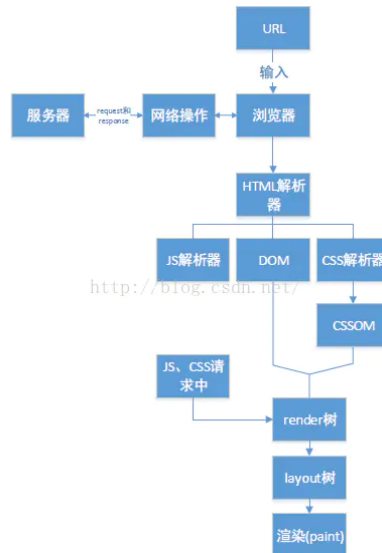 URL
输入
服务器
request和
response
网络操作
浏览器
HTML解析
器
JS解析器
DOM
CSS解析器
http://blog.csdn.net/
CSSOM
JS、CSS请
求中
render树
layout树
渲染(paint)